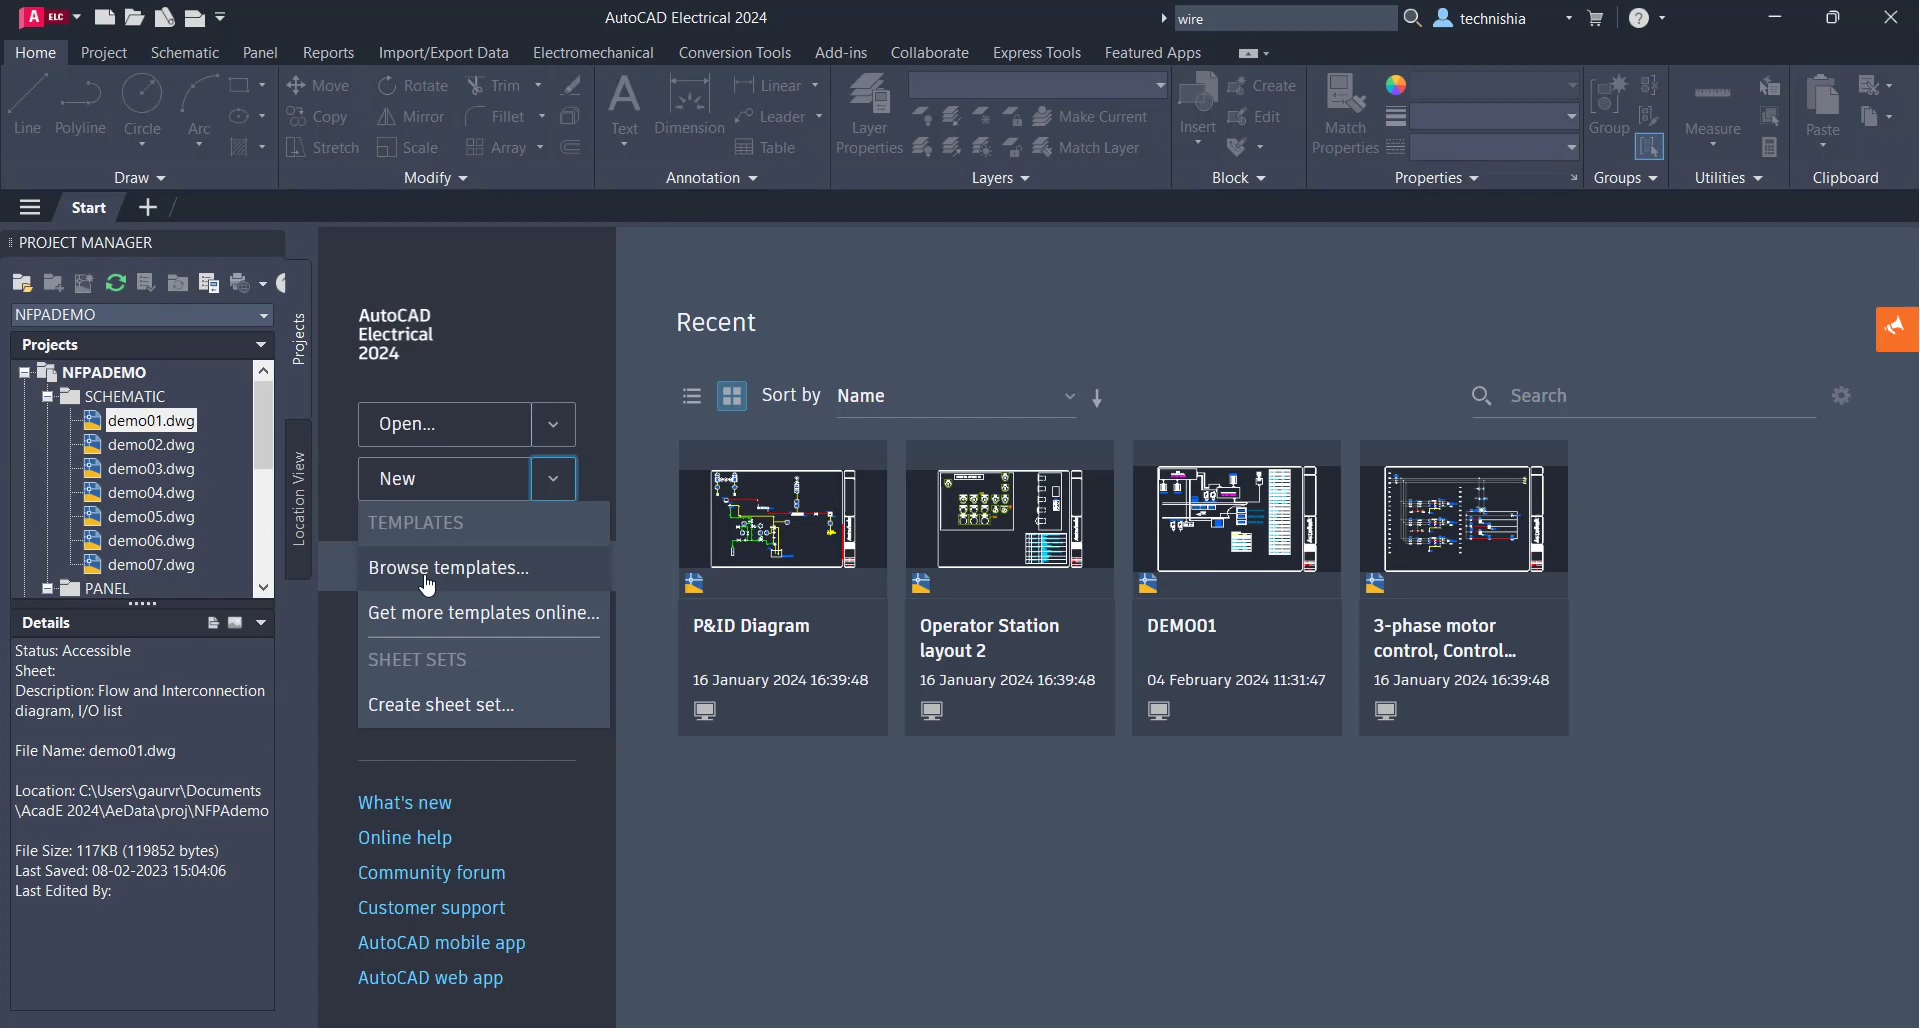 A ELC
AutoCAD Electrical 2024
wire
technishia
Home Project Schematic Panel Reports Import/Export Data Electromechanical Conversion Tools Add-ins Collaborate Express Tools Featured Apps
Line Polyline Circle Arc
Draw
Move Rotate Trim
Copy Mirror Fillet
Stretch Scale Array
Modify
Text Dimension
Linear
Leader
Table
Annotation
Layer
Properties
Make Current
Match Layer
Layers
Insert
Create
Edit
Block
Match
Properties
Properties
Group
Groups
Measure
Utilities
Paste
Clipboard
Start
PROJECT MANAGER
NFPADEMO
Projects
NFPADEMO
SCHEMATIC
demo01.dwg
demo02.dwg
demo03.dwg
demo04.dwg
demo05.dwg
demo06.dwg
demo07.dwg
PANEL
Projects
Location View
Details
Status: Accessible
Sheet:
Description: Flow and Interconnection
diagram, I/O list
File Name: demo01.dwg
Location: C:\Users\gaurvr\Documents
\AcadE 2024\AeData\proj\NFPAdemo
File Size: 117KB (119852 bytes)
Last Saved: 08-02-2023 15:04:06
Last Edited By:
AutoCAD
Electrical
2024
Open...
New
TEMPLATES
Browse templates...
Get more templates online...
SHEET SETS
Create sheet set...
What's new
Online help
Community forum
Customer support
AutoCAD mobile app
AutoCAD web app
Recent
Sort by Name
Search
P&ID Diagram
16 January 2024 16:39:48
Operator Station
layout 2
16 January 2024 16:39:48
DEMO01
04 February 2024 11:31:47
3-phase motor
control, Control...
16 January 2024 16:39:48